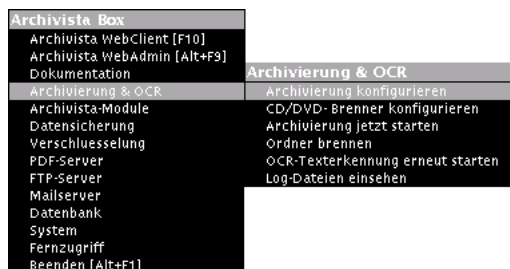 Archivista Box
Archivista WebClient [F10]
Archivista WebAdmin [Alt+F9]
Dokumentation
Archivierung & OCR
Archivista-Module
Datensicherung
Verschluesselung
PDF-Server
FTP-Server
Mailserver
Datenbank
System
Fernzugriff
Beenden [Alt+F1]
Archivierung & OCR
Archivierung konfigurieren
CD/DVD- Brenner konfigurieren
Archivierung jetzt starten
Ordner brennen
OCR-Texterkennung erneut starten
Log-Dateien einsehen